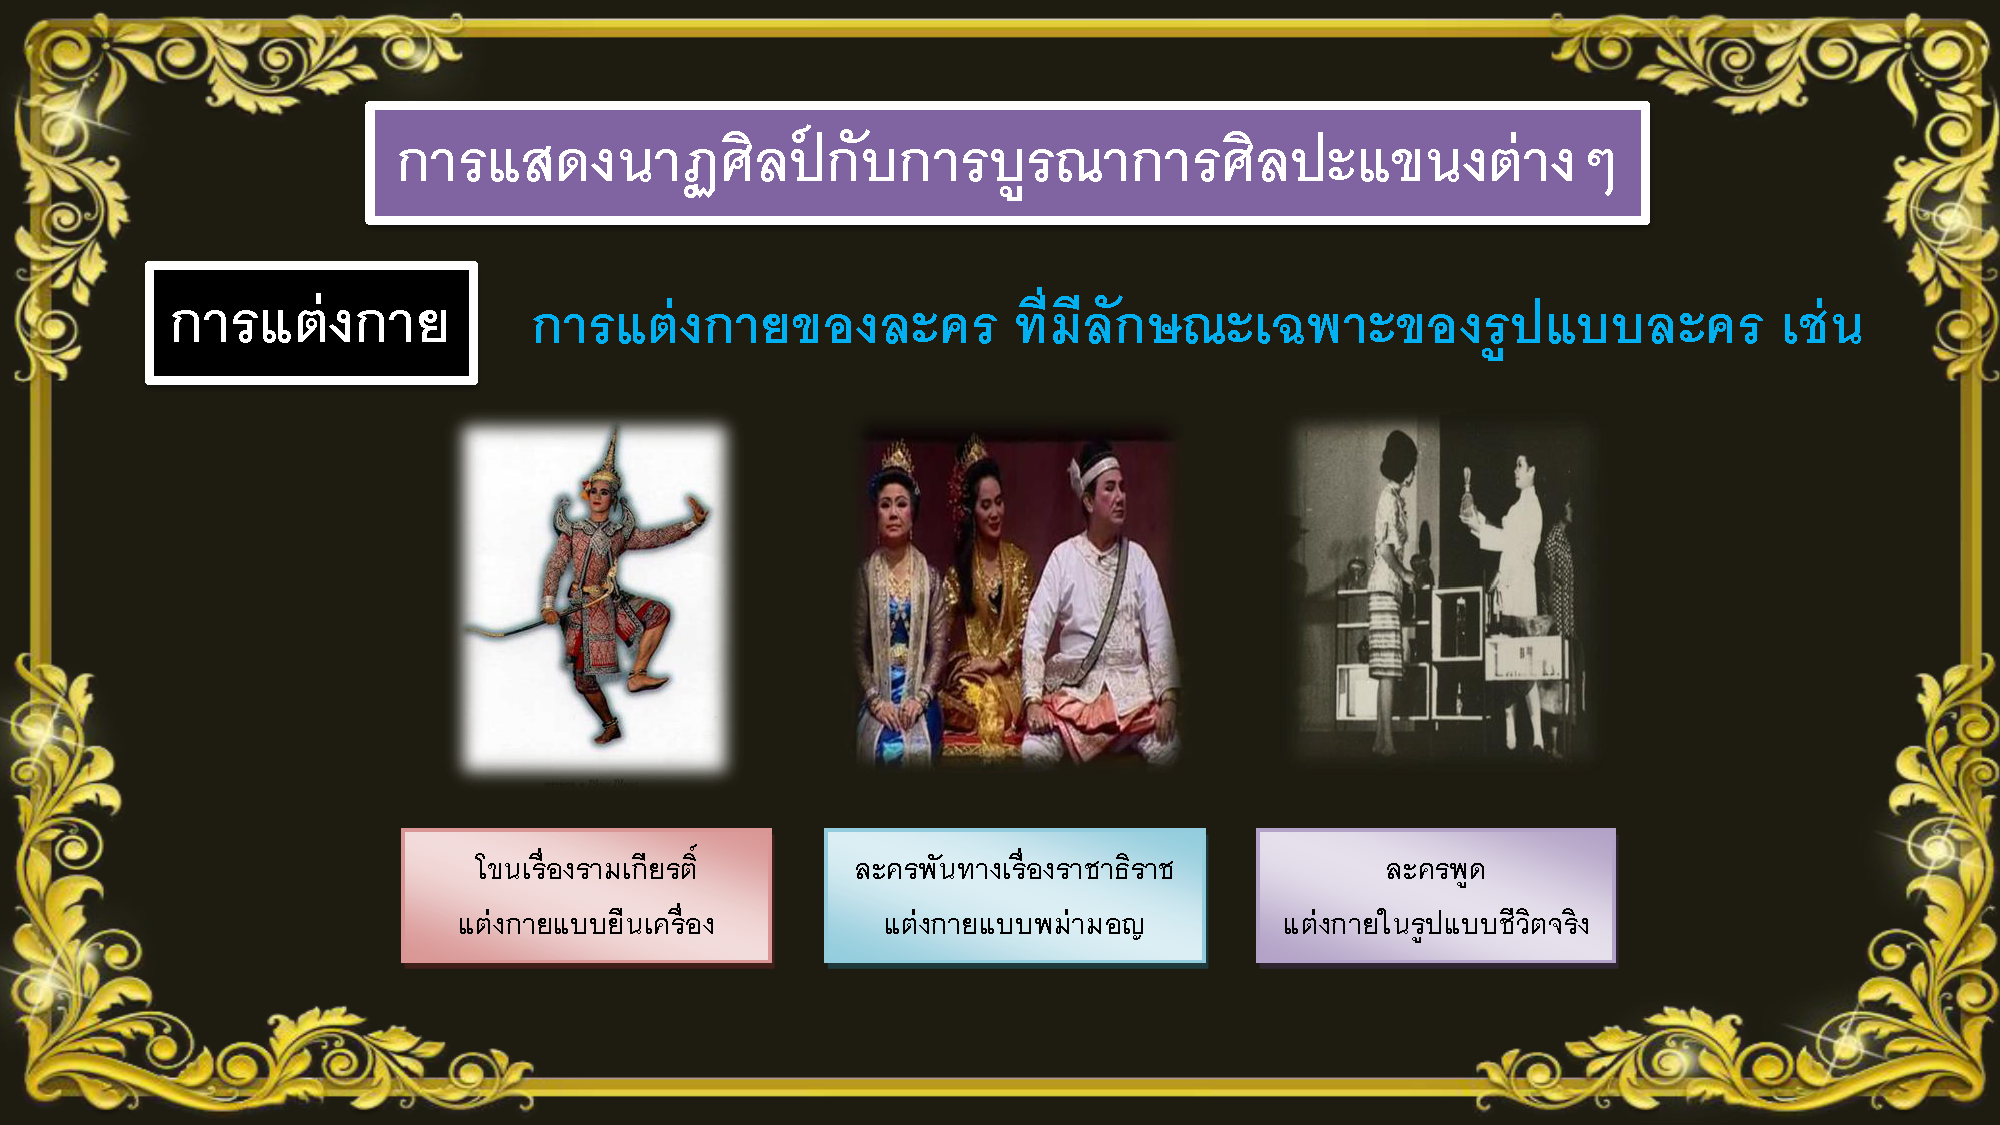 การแสดงนาฏศิลป์กับการบูรณาการศิลปะแขนงต่าง ๆ
การแต่งกาย
การแต่งกายของละคร ที่มีลักษณะเฉพาะของรูปแบบละคร เช่น
โขนเรื่องรามเกียรติ์
แต่งกายแบบยืนเครื่อง
ละครพันทางเรื่องราชาธิราช
แต่งกายแบบพม่ามอญ
ละครพูด
แต่งกายในรูปแบบชีวิตจริง